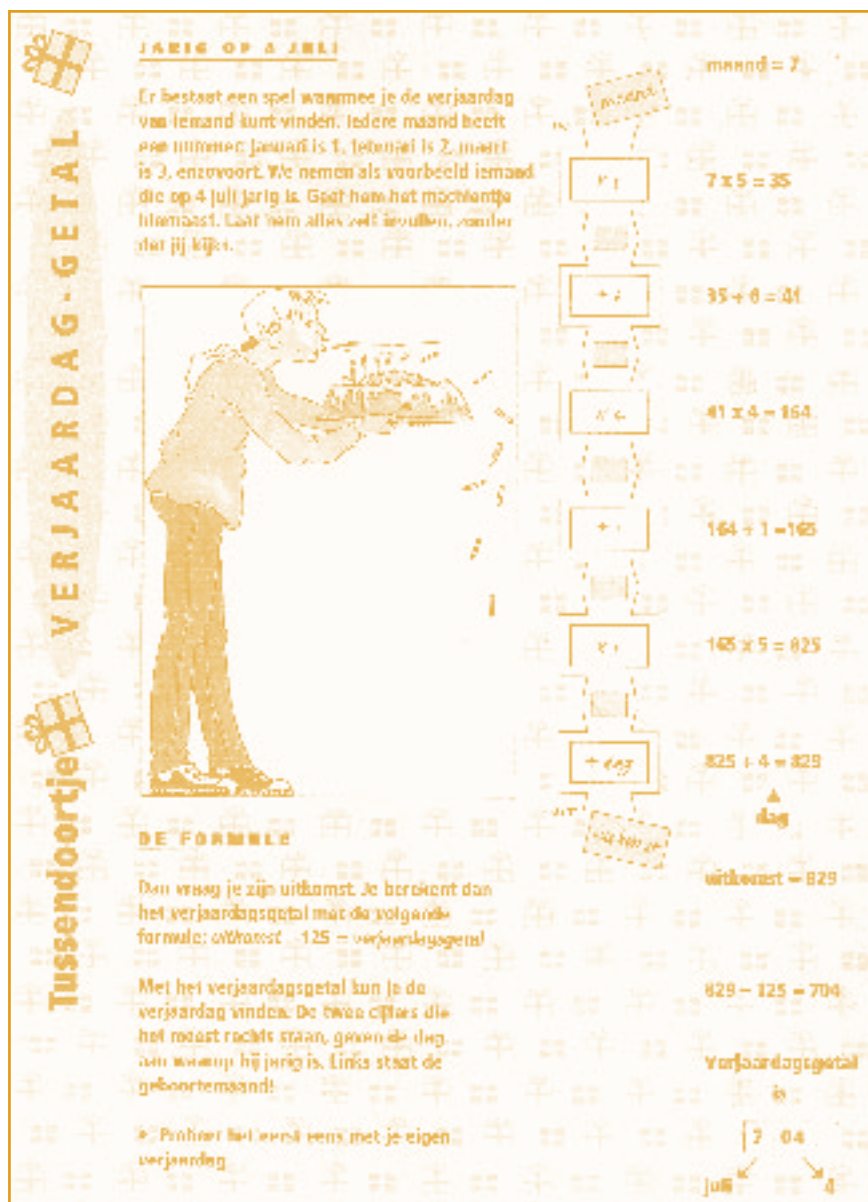 VERJAARDAG-GETAL
Tussendoortje
JARIG OP 4 JULI
Er bestaat een spel waarmee je de verjaardag
van iemand kunt vinden. Iedere maand heeft
een nummer: januari is 1, februari is 2, maart
is 3, enzovoort. We nemen als voorbeeld iemand
die op 4 juli jarig is. Geef hem het machientje
hiernaast. Laat hem alles zelf invullen, zonder
dat jij kijkt.
maand
+ dag
UIT
maand = 7
7 x 5 = 35
35 + 6 = 41
41 x 4 = 164
164 + 1 = 165
165 x 5 = 825
825 + 4 = 829
dag
uitkomst = 829
829 – 125 = 704
Verjaardagsgetal
is
7 04
juli 4
DE FORMULE
Dan vraag je zijn uitkomst. Je berekent dan
het verjaardagsgetal met de volgende
formule: uitkomst 125 = verjaardagsgetal
Met het verjaardagsgetal kun je de
verjaardag vinden. De twee cijfers die
het meest rechts staan, geven de dag
aan waarop hij jarig is. Links staat de
geboortemaand!
Probeer het eerst eens met je eigen
verjaardag